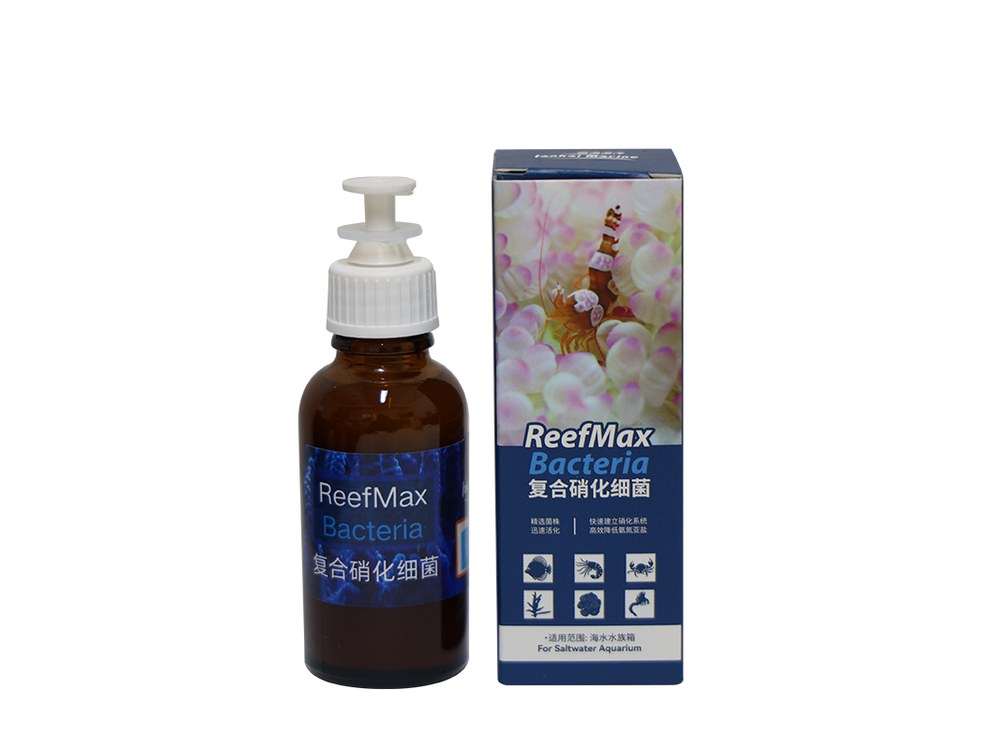 ReefMax
Bacteria
复合硝化细菌
Marine
ReefMax
Bacteria
复合硝化细菌
精选菌株
迅速活化
快速建立硝化系统
高效降低氨氮亚盐
•适用范围: 海水水族箱
For Saltwater Aquarium